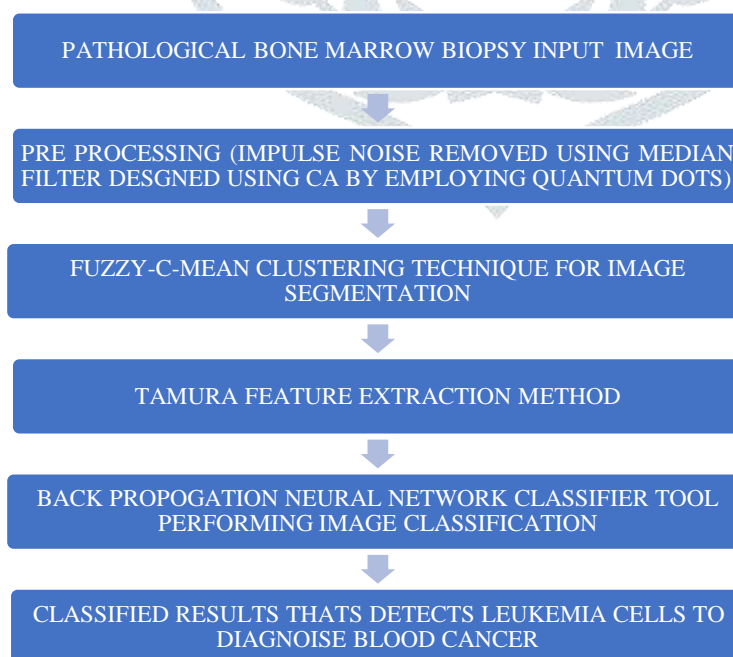 PATHOLOGICAL BONE MARROW BIOPSY INPUT IMAGE
PRE PROCESSING (IMPULSE NOISE REMOVED USING MEDIAN
FILTER DESGNED USING CA BY EMPLOYING QUANTUM DOTS)
FUZZY-C-MEAN CLUSTERING TECHNIQUE FOR IMAGE
SEGMENTATION
TAMURA FEATURE EXTRACTION METHOD
BACK PROPOGATION NEURAL NETWORK CLASSIFIER TOOL
PERFORMING IMAGE CLASSIFICATION
CLASSIFIED RESULTS THATS DETECTS LEUKEMIA CELLS TO
DIAGNOISE BLOOD CANCER